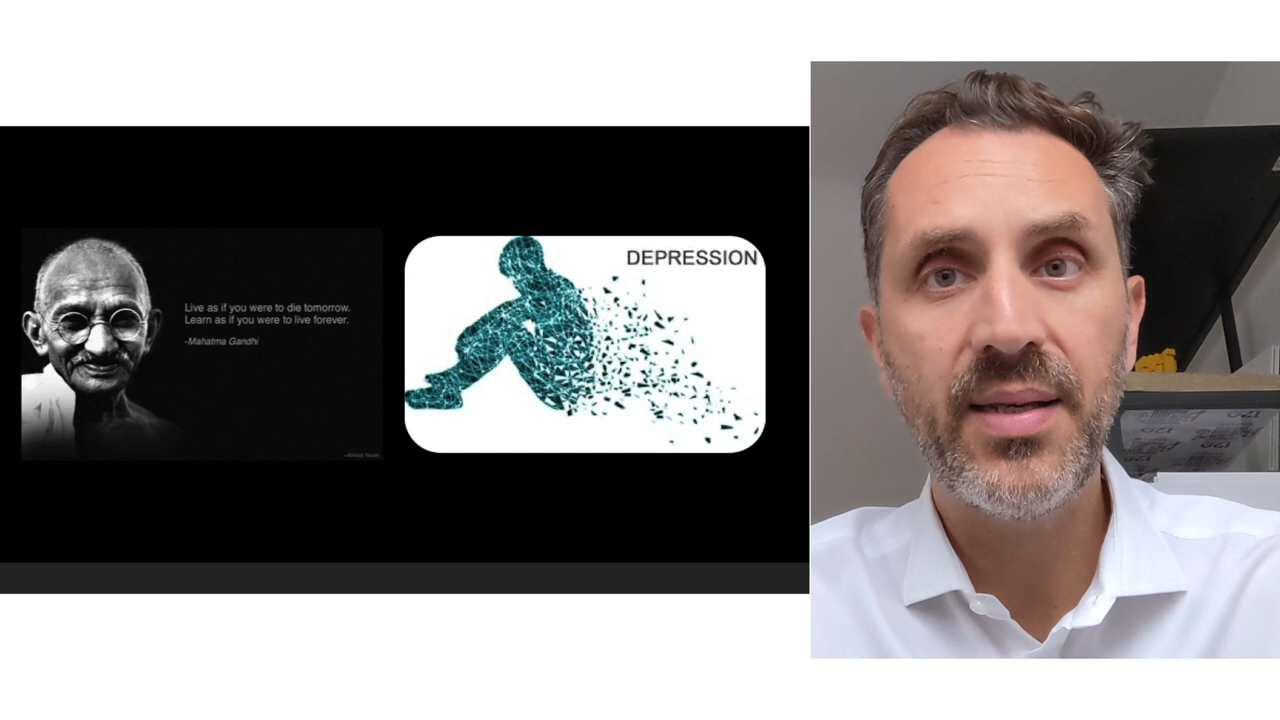 Live as if you were to die tomorrow.
Learn as if you were to live forever.
-Mahatma Gandhi
DEPRESSION